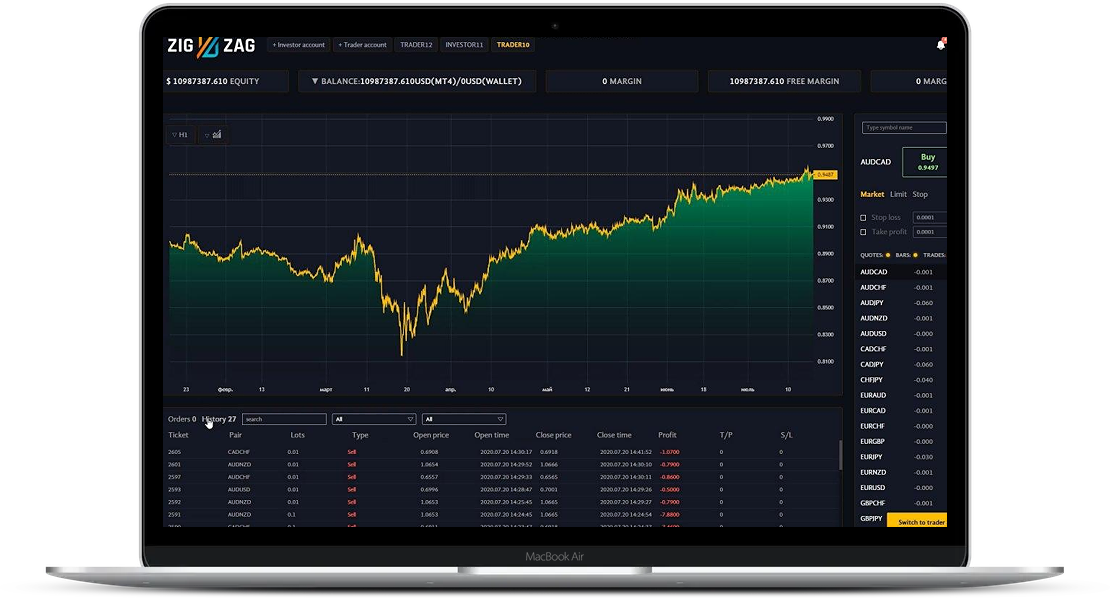 ZIG ZAG + Investor account + Trader account TRADER12 INVESTOR11 TRADER10
$ 10987387.610 EQUITY ▼ BALANCE:10987387.610USD(MT4)/0USD(WALLET) 0 MARGIN 10987387.610 FREE MARGIN 0 MARG
H1
0.9900
0.9700
0.9487
0.9300
0.9100
0.8900
0.8700
0.8500
0.8300
0.8100
23 февр. 13 март 11 20 апр. 10 май 12 21 июнь 18 июль 10
Type symbol name
AUDCAD Buy
0.9497
Market Limit Stop
Stop loss 0.0001
Take profit 0.0001
QUOTES: BARS: TRADES:
AUDCAD -0.001
AUDCHF -0.001
AUDJPY -0.060
AUDNZD -0.001
AUDUSD -0.000
CADCHF -0.001
CADJPY -0.060
CHFJPY -0.040
EURAUD -0.001
EURCAD -0.001
EURCHF -0.000
EURGBP -0.000
EURJPY -0.030
EURNZD -0.001
EURUSD -0.000
GBPCHF -0.001
GBPJPY Switch to trader
Orders 0 History 27 search All All
Ticket Pair Lots Type Open price Open time Close price Close time Profit T/P S/L
2605 CADCHF 0.01 Sell 0.6908 2020.07.20 14:30:17 0.6918 2020.07.20 14:41:52 -1.0700 0 0
2601 AUDNZD 0.01 Sell 1.0654 2020.07.20 14:29:52 1.0666 2020.07.20 14:30:10 -0.7900 0 0
2597 AUDCHF 0.01 Sell 0.6557 2020.07.20 14:29:33 0.6565 2020.07.20 14:30:11 -0.8600 0 0
2593 AUDUSD 0.01 Sell 0.6996 2020.07.20 14:28:47 0.7001 2020.07.20 14:29:26 -0.5000 0 0
2592 AUDNZD 0.01 Sell 1.0653 2020.07.20 14:25:45 1.0665 2020.07.20 14:29:27 -0.7900 0 0
2591 AUDNZD 0.1 Sell 1.0653 2020.07.20 14:24:45 1.0665 2020.07.20 14:24:54 -7.8800 0 0
MacBook Air